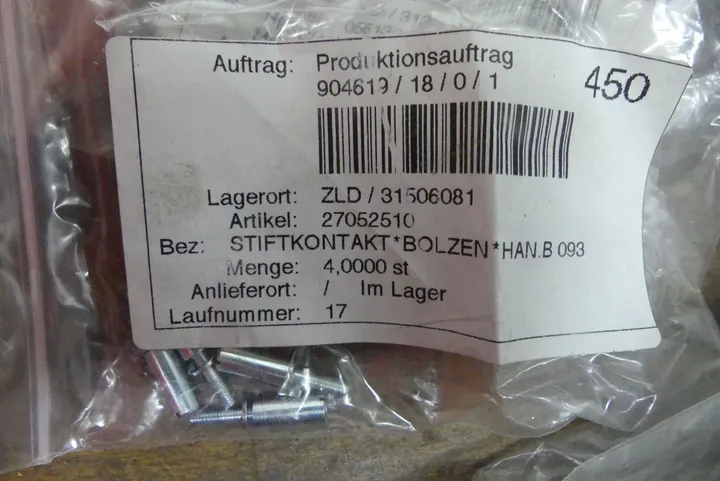 Auftrag: Produktionsauftrag
904619 / 18 / 0 / 1
450
Lagerort: ZLD / 31506081
Artikel: 27052510
Bez: STIFTKONTAKT*BOLZEN*HAN.B 093
Menge: 4,0000 st
Anlieferort: / Im Lager
Laufnummer: 17